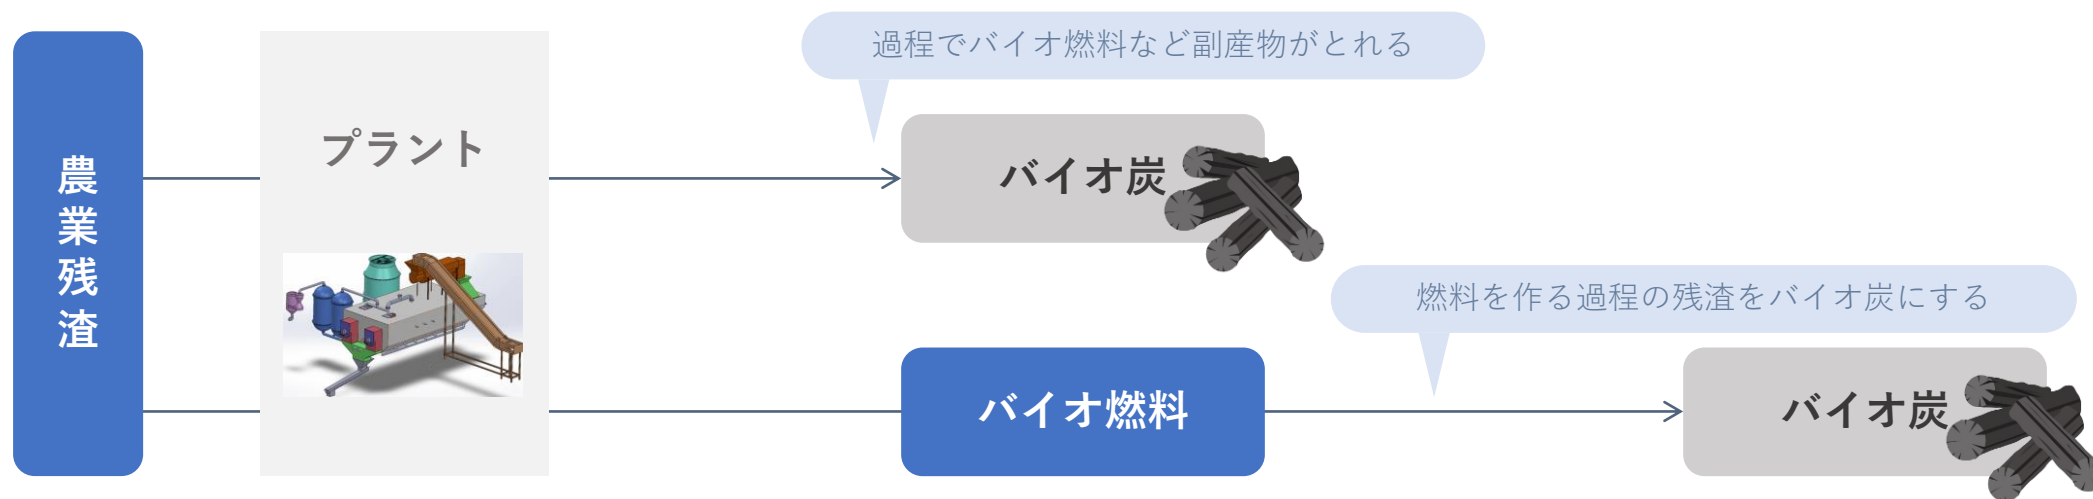 農業残渣
プラント
過程でバイオ燃料など副産物がとれる
バイオ炭
燃料を作る過程の残渣をバイオ炭にする
バイオ燃料
バイオ炭